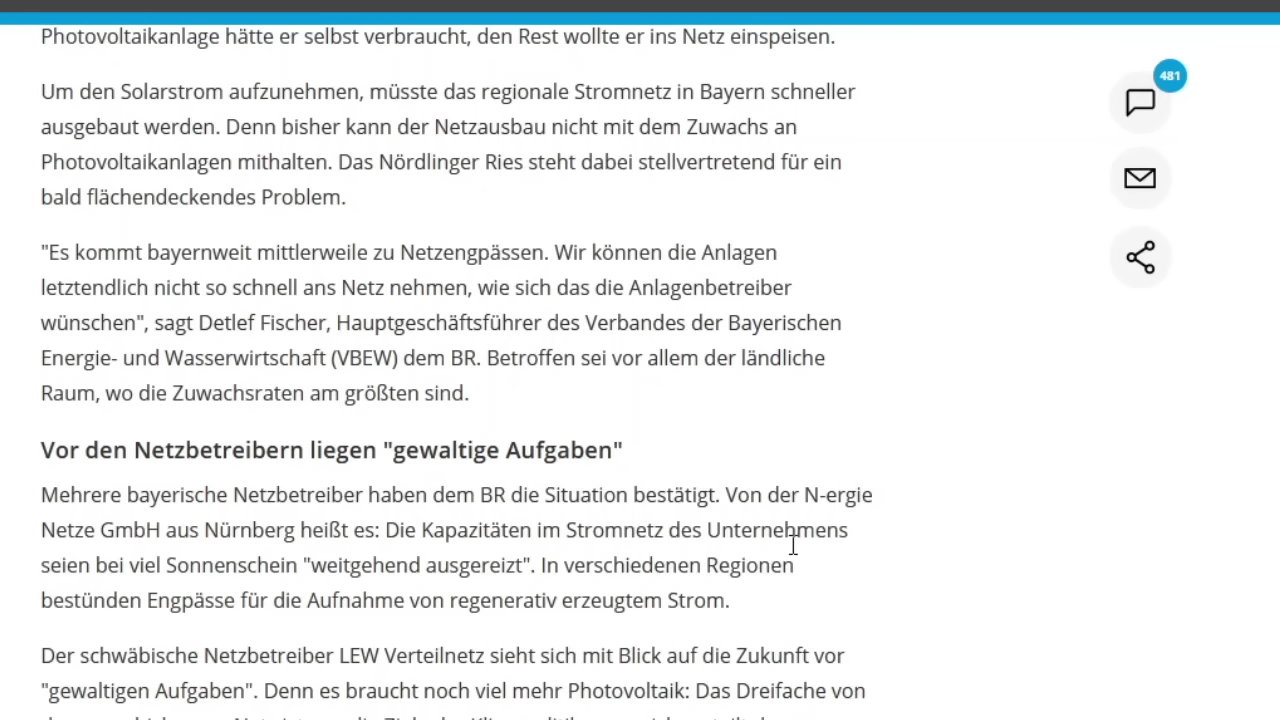 Photovoltaikanlage hätte er selbst verbraucht, den Rest wollte er ins Netz einspeisen.
481
Um den Solarstrom aufzunehmen, müsste das regionale Stromnetz in Bayern schneller
ausgebaut werden. Denn bisher kann der Netzausbau nicht mit dem Zuwachs an
Photovoltaikanlagen mithalten. Das Nördlinger Ries steht dabei stellvertretend für ein
bald flächendeckendes Problem.
"Es kommt bayernweit mittlerweile zu Netzengpässen. Wir können die Anlagen
letztendlich nicht so schnell ans Netz nehmen, wie sich das die Anlagenbetreiber
wünschen", sagt Detlef Fischer, Hauptgeschäftsführer des Verbandes der Bayerischen
Energie- und Wasserwirtschaft (VBEW) dem BR. Betroffen sei vor allem der ländliche
Raum, wo die Zuwachsraten am größten sind.
Vor den Netzbetreibern liegen "gewaltige Aufgaben"
Mehrere bayerische Netzbetreiber haben dem BR die Situation bestätigt. Von der N-ergie
Netze GmbH aus Nürnberg heißt es: Die Kapazitäten im Stromnetz des Unternehmens
seien bei viel Sonnenschein "weitgehend ausgereizt". In verschiedenen Regionen
bestünden Engpässe für die Aufnahme von regenerativ erzeugtem Strom.
Der schwäbische Netzbetreiber LEW Verteilnetz sieht sich mit Blick auf die Zukunft vor
"gewaltigen Aufgaben". Denn es braucht noch viel mehr Photovoltaik: Das Dreifache von